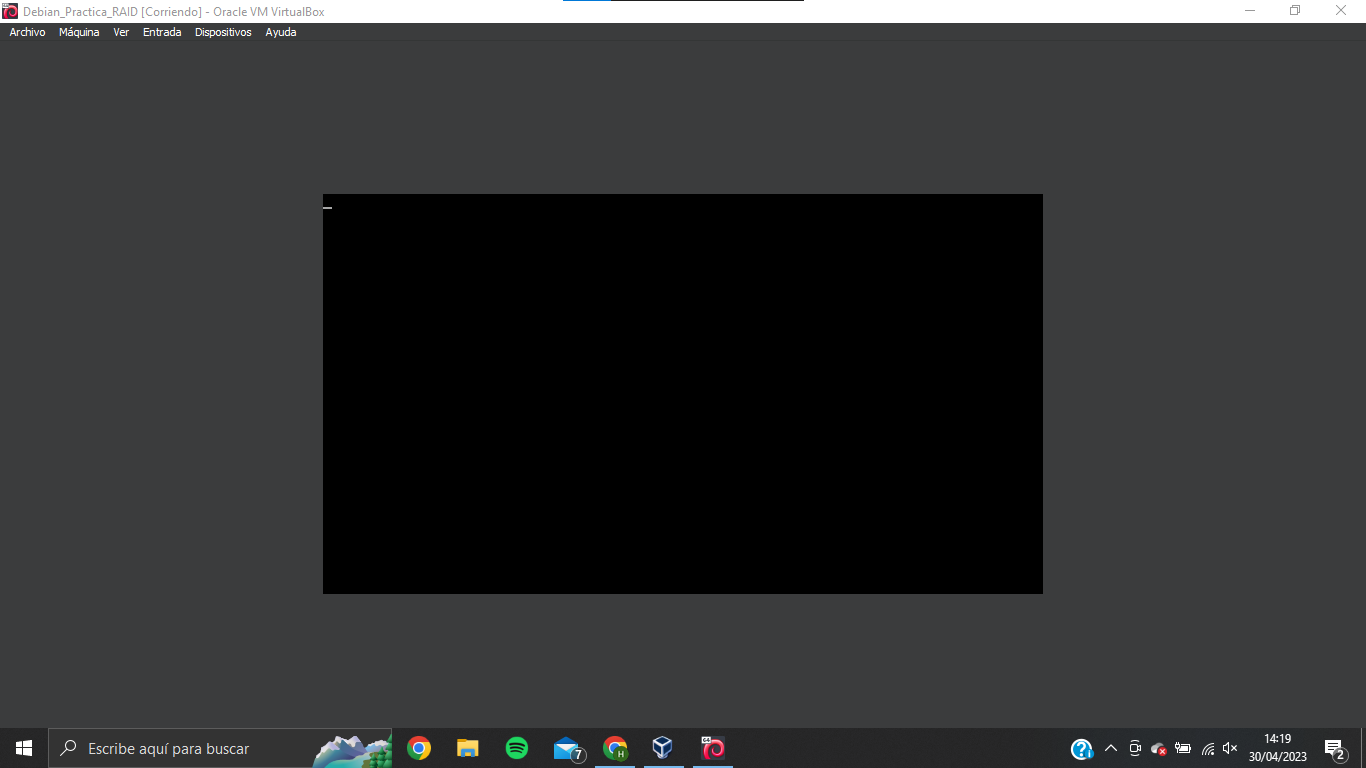 Debian_Practica_RAID [Corriendo] - Oracle VM VirtualBox
Archivo Máquina Ver Entrada Dispositivos Ayuda
Escribe aquí para buscar
7
H
64
14:19
30/04/2023
2